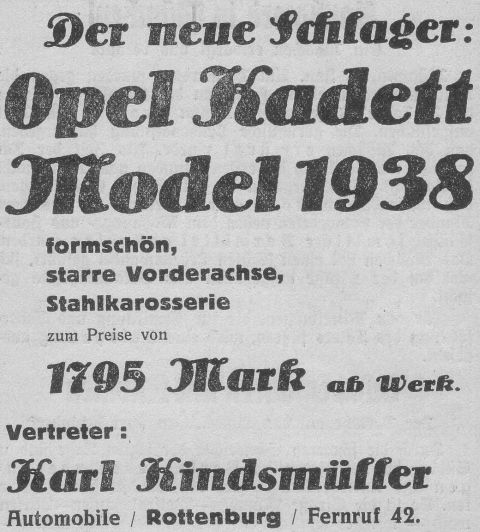 Der neue Schlager:
Opel Kadett
Model 1938
formschön,
starre Vorderachse,
Stahlkarosserie
zum Preise von
1795 Mark ab Werk.
Vertreter:
Karl Kindsmüller
Automobile / Rottenburg / Fernruf 42.